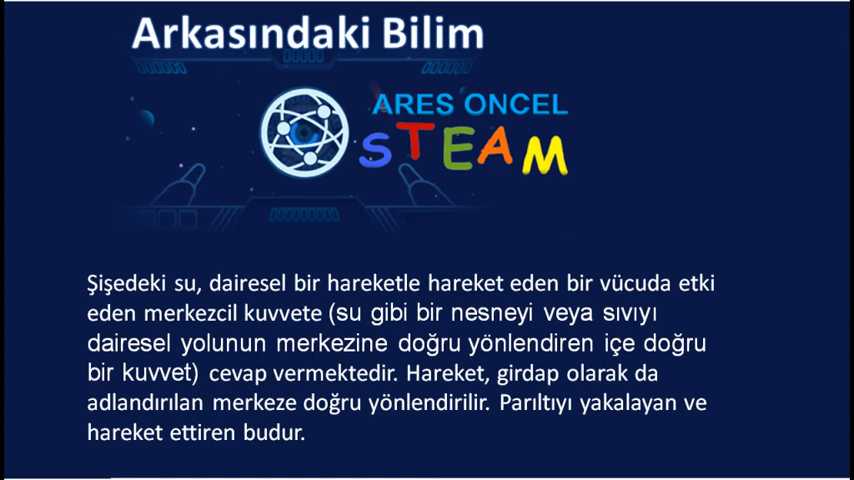 Arkasındaki Bilim
ARES ONCEL
STEAM
Şişedeki su, dairesel bir hareketle hareket eden bir vücuda etki
eden merkezcil kuvvete (su gibi bir nesneyi veya sıvıyı
dairesel yolunun merkezine doğru yönlendiren içe doğru
bir kuvvet) cevap vermektedir. Hareket, girdap olarak da
adlandırılan merkeze doğru yönlendirilir. Parıltıyı yakalayan ve
hareket ettiren budur.